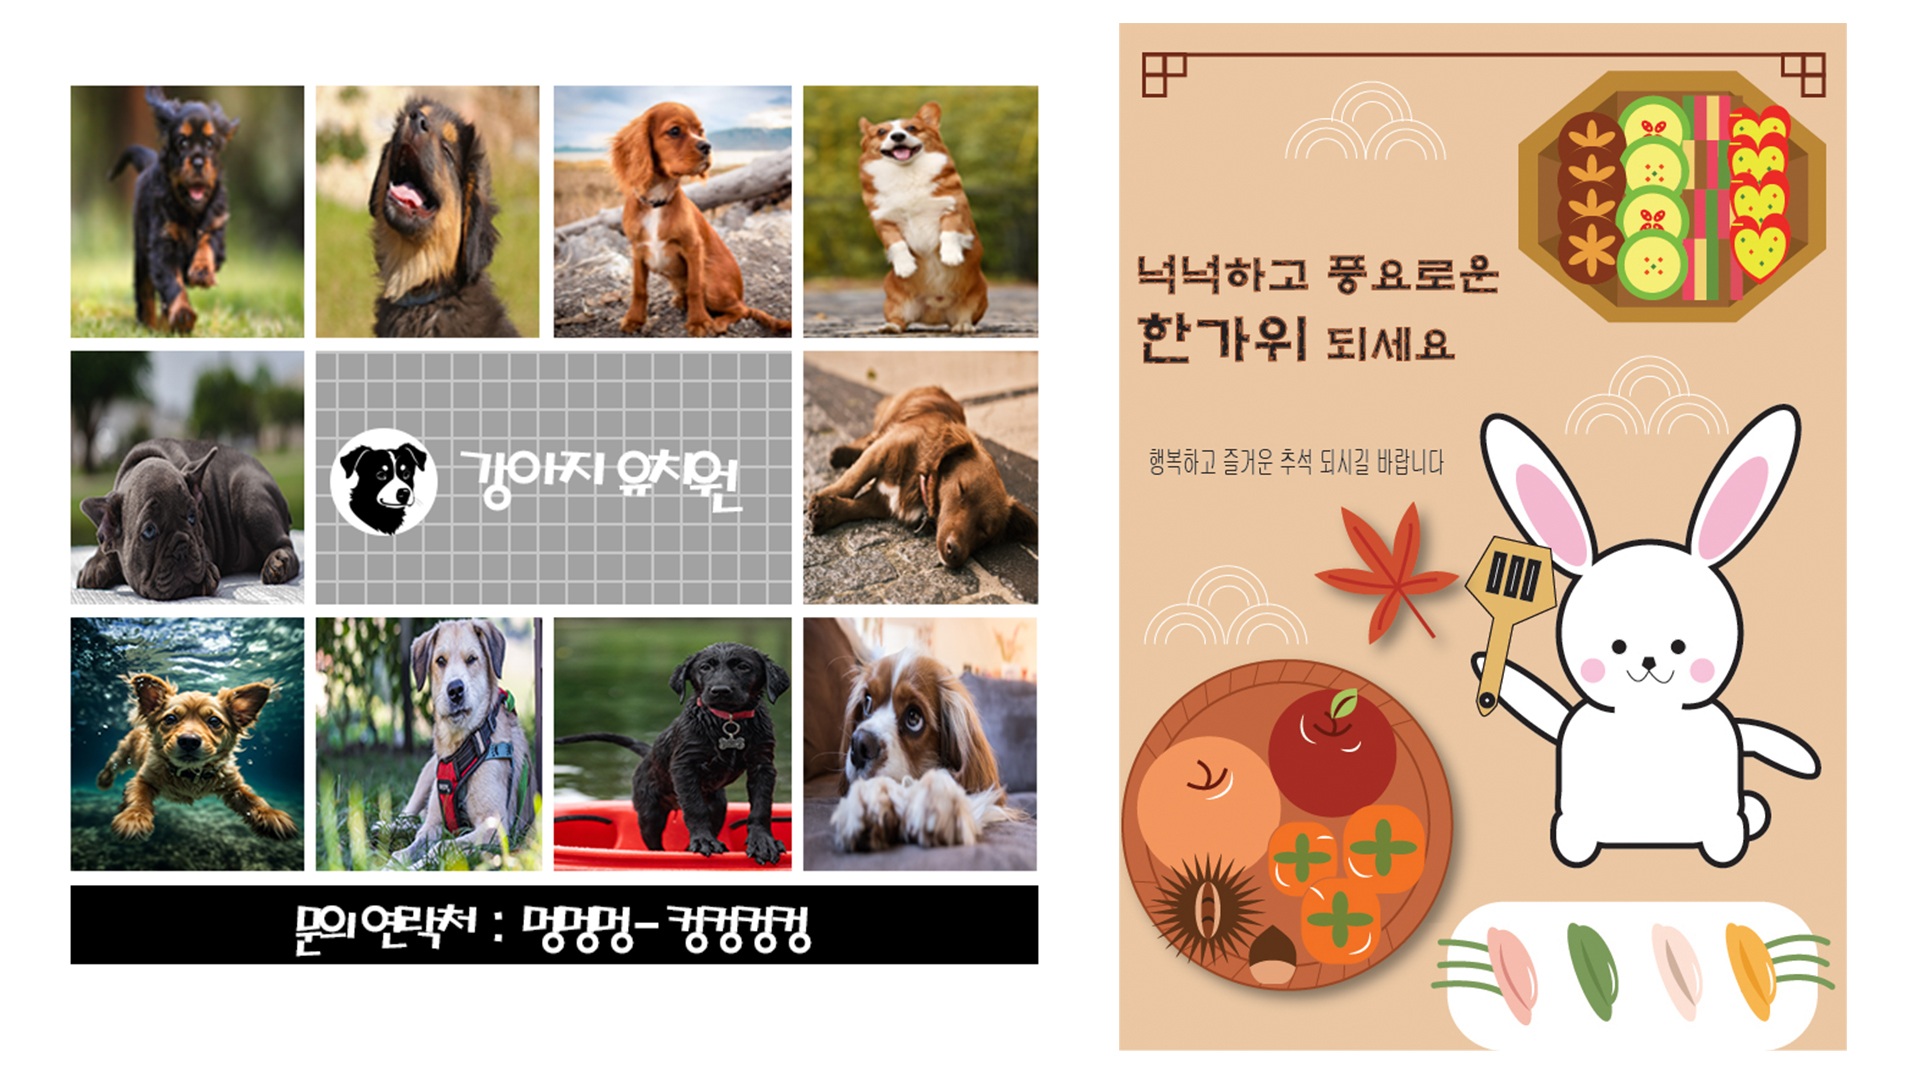 강아지 유치원
문의 연락처 : 멍멍멍-컹컹컹컹
넉넉하고 풍요로운
한가위 되세요
행복하고 즐거운 추석 되시길 바랍니다